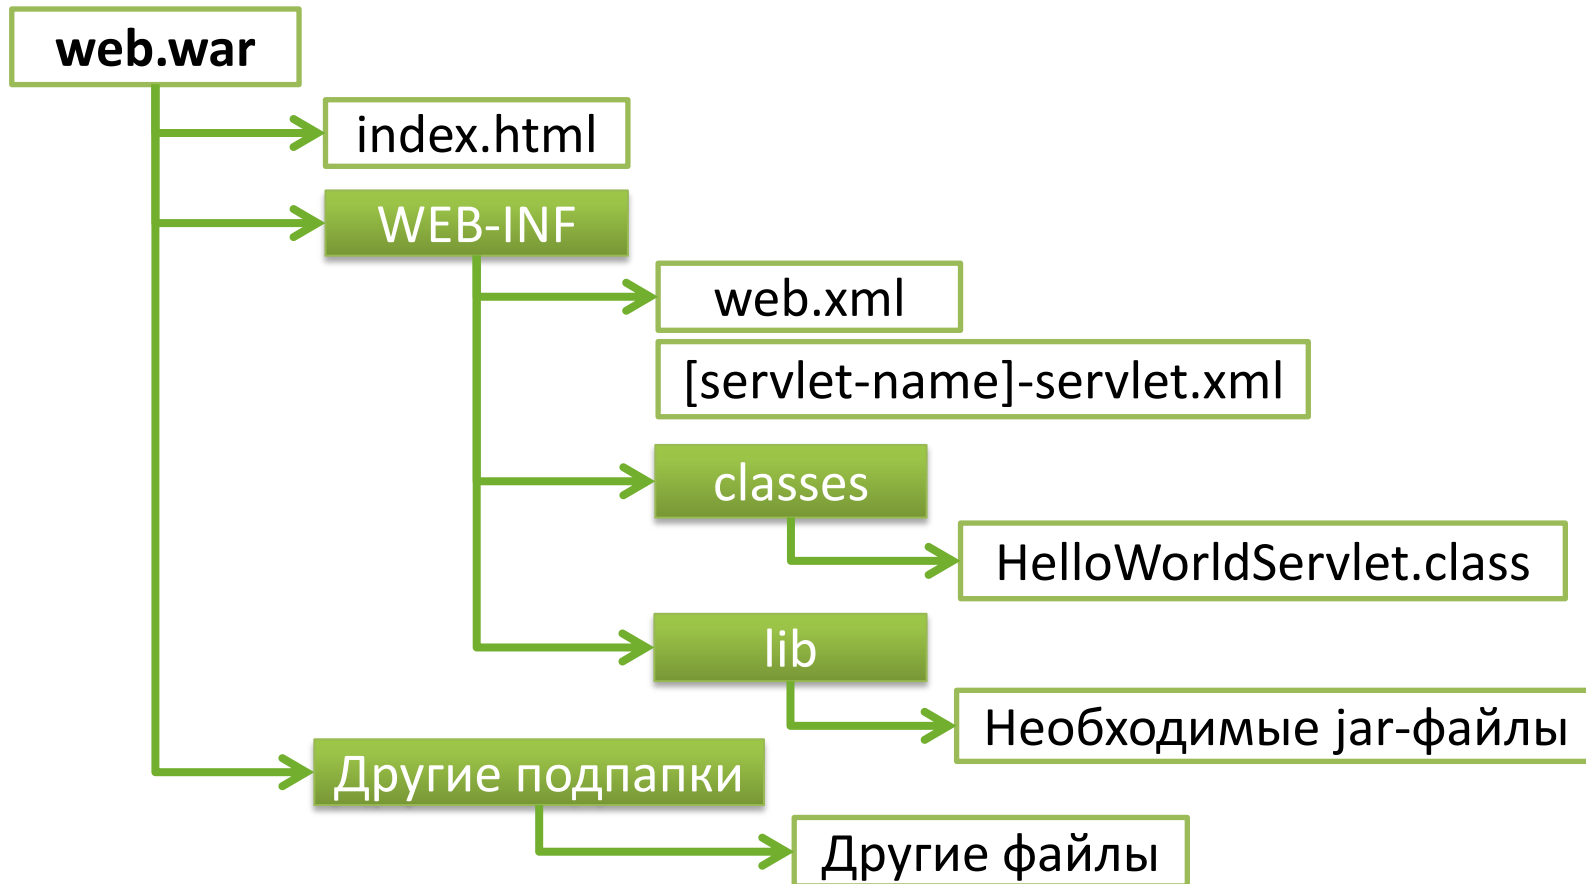 web.war
index.html
WEB-INF
web.xml
[servlet-name]-servlet.xml
classes
HelloWorldServlet.class
lib
Необходимые jar-файлы
Другие подпапки
Другие файлы